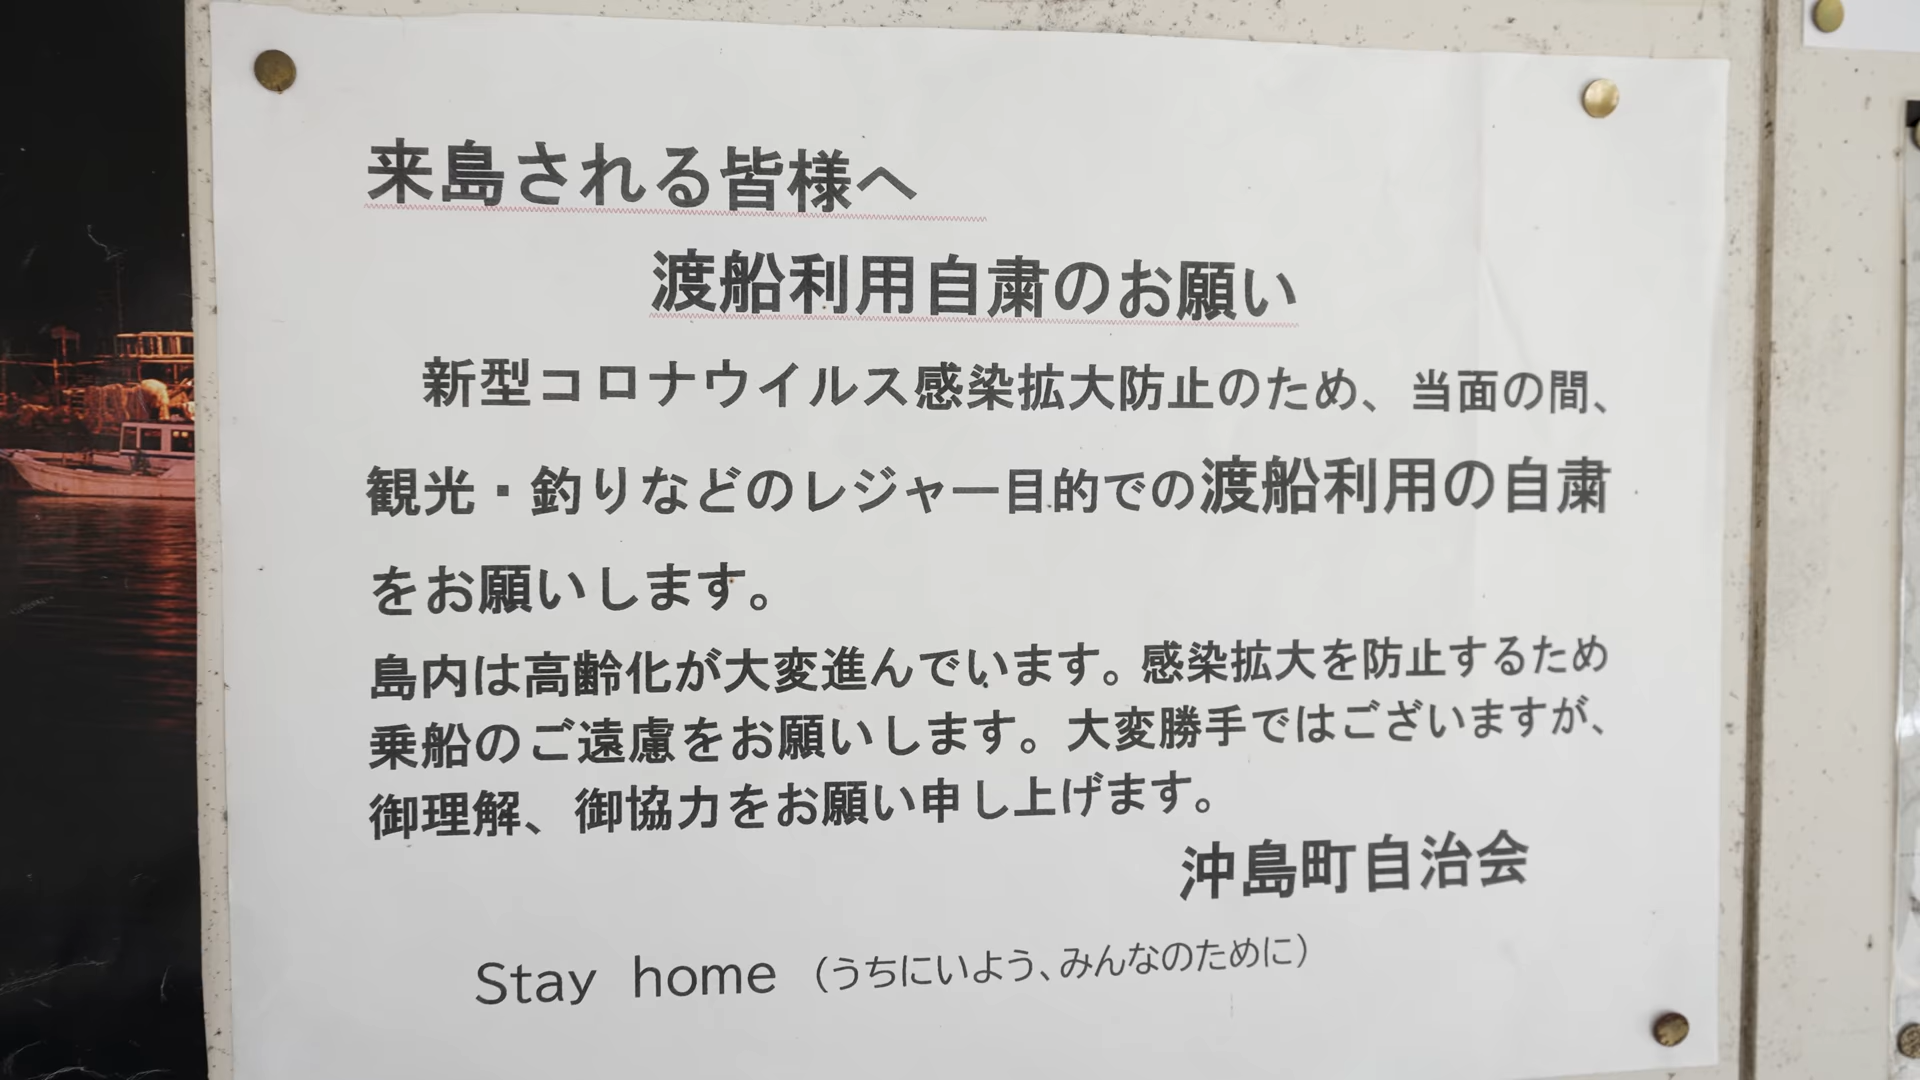 来島される皆様へ
渡船利用自粛のお願い
新型コロナウイルス感染拡大防止のため、当面の間、
観光・釣りなどのレジャー目的での渡船利用の自粛
をお願いします。
島内は高齢化が大変進んでいます。感染拡大を防止するため
乗船のご遠慮をお願いします。大変勝手ではございますが、
御理解、御協力をお願い申し上げます。
沖島町自治会
Stay home（うちにいよう、みんなのために）